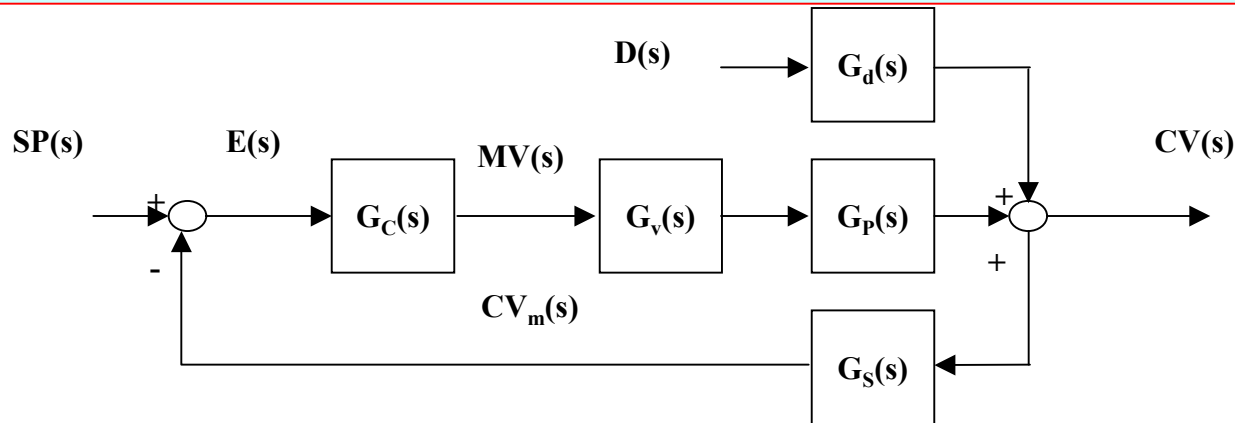 D(s)
G_d(s)
SP(s)
E(s)
MV(s)
CV(s)
+
+
G_C(s)
G_v(s)
G_P(s)
-
+
CV_m(s)
G_S(s)